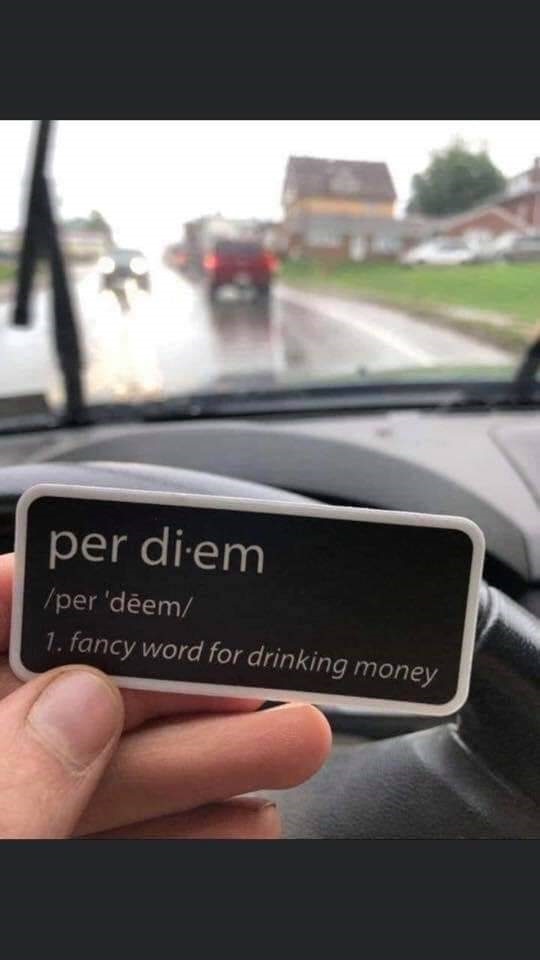 per di·em
/per 'dēem/
1. fancy word for drinking money